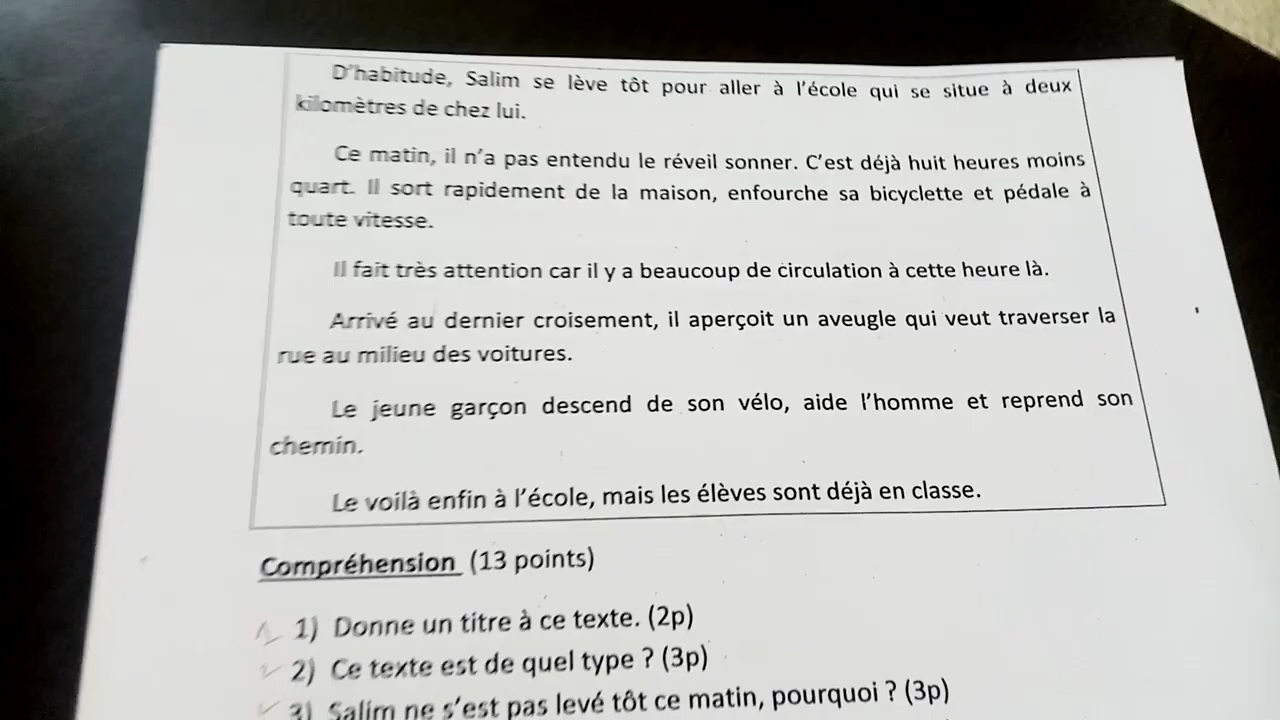 D'habitude, Salim se lève tôt pour aller à l'école qui se situe à deux
kilomètres de chez lui.
Ce matin, il n'a pas entendu le réveil sonner. C'est déjà huit heures moins
quart. Il sort rapidement de la maison, enfourche sa bicyclette et pédale à
toute vitesse.
Il fait très attention car il y a beaucoup de circulation à cette heure là.
Arrivé au dernier croisement, il aperçoit un aveugle qui veut traverser la
rue au milieu des voitures.
Le jeune garçon descend de son vélo, aide l'homme et reprend son
chemin.
Le voilà enfin à l'école, mais les élèves sont déjà en classe.
Compréhension (13 points)
1) Donne un titre à ce texte. (2p)
2) Ce texte est de quel type ? (3p)
3) Salim ne s'est pas levé tôt ce matin, pourquoi ? (3p)